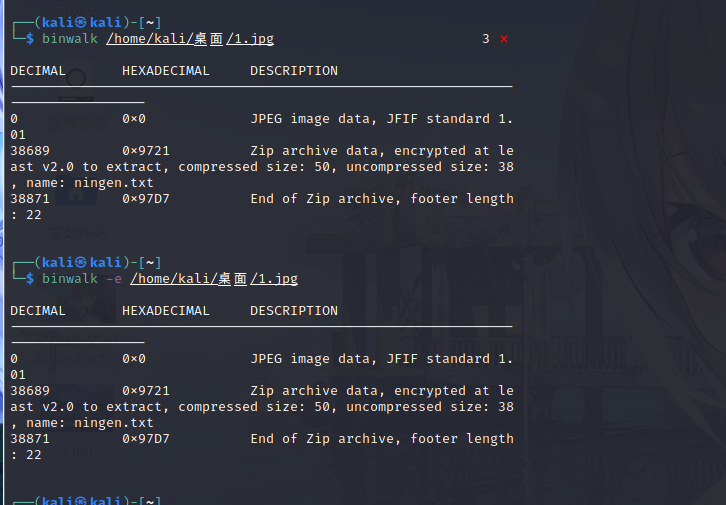 ┌──(kali㉿kali)-[~]
└─$ binwalk /home/kali/桌面/1.jpg 3 ⨯
DECIMAL HEXADECIMAL DESCRIPTION
--------------------------------------------------------------------------------
0 0x0 JPEG image data, JFIF standard 1.
01
38689 0x9721 Zip archive data, encrypted at le
ast v2.0 to extract, compressed size: 50, uncompressed size: 38
, name: ningen.txt
38871 0x97D7 End of Zip archive, footer length
: 22
┌──(kali㉿kali)-[~]
└─$ binwalk -e /home/kali/桌面/1.jpg
DECIMAL HEXADECIMAL DESCRIPTION
--------------------------------------------------------------------------------
0 0x0 JPEG image data, JFIF standard 1.
01
38689 0x9721 Zip archive data, encrypted at le
ast v2.0 to extract, compressed size: 50, uncompressed size: 38
, name: ningen.txt
38871 0x97D7 End of Zip archive, footer length
: 22
┌──(kali㉿kali)-[~]